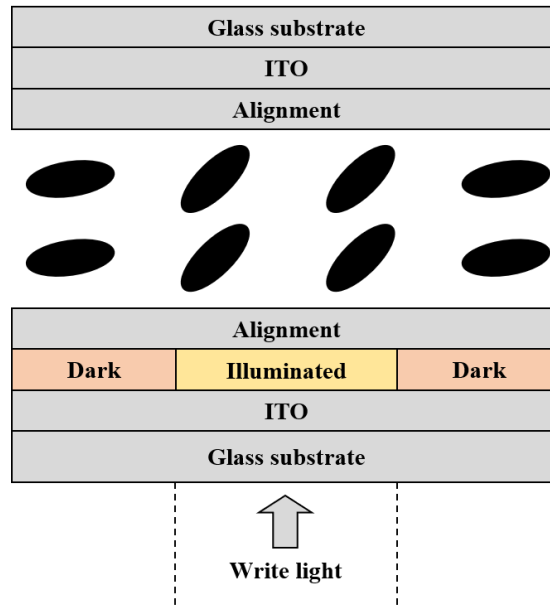 Glass substrate
ITO
Alignment
Alignment
Dark Illuminated Dark
ITO
Glass substrate
Write light